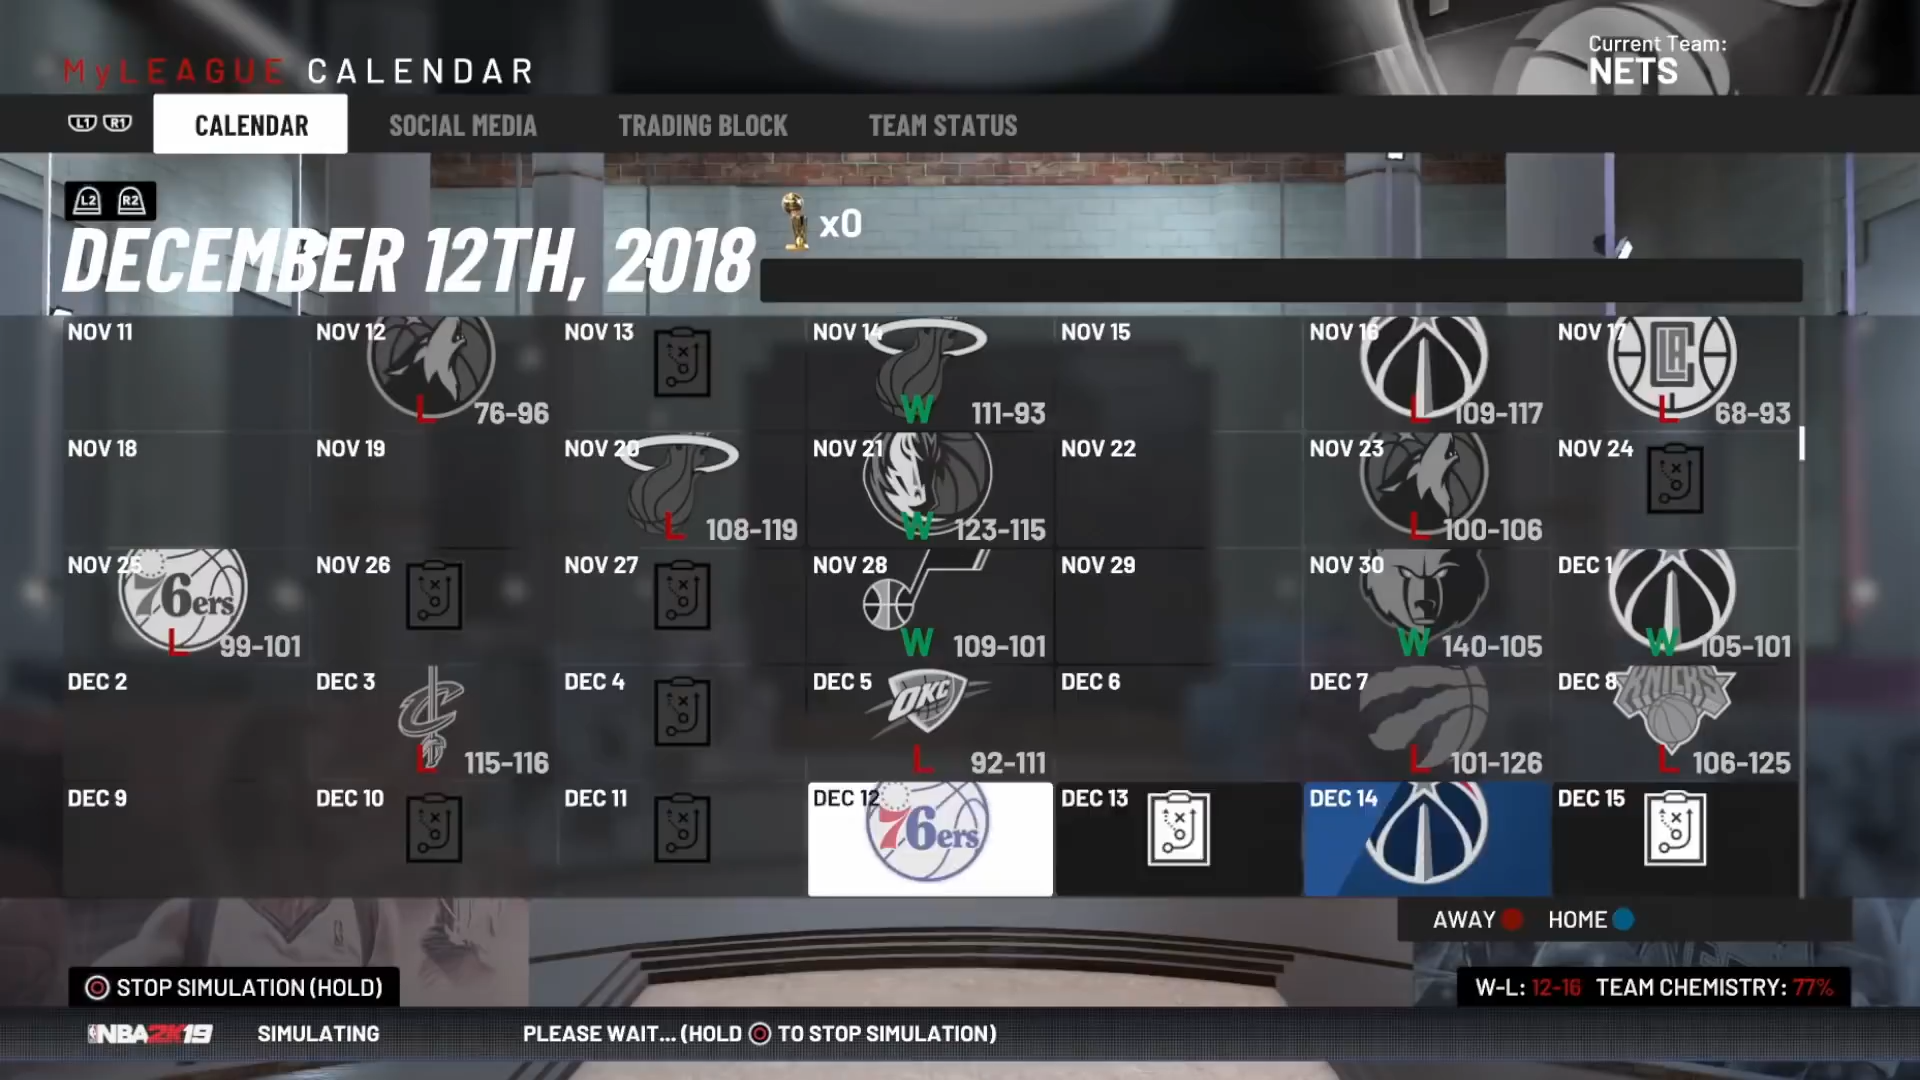 MyLEAGUE CALENDAR
Current Team:
NETS
L1 R1 CALENDAR SOCIAL MEDIA TRADING BLOCK TEAM STATUS
L2 R2
DECEMBER 12TH, 2018
x0
NOV 11 NOV 12 NOV 13 NOV 14 NOV 15 NOV 16 NOV 17
LAC
L 76-96 W 111-93 L 109-117 L 68-93
NOV 18 NOV 19 NOV 20 NOV 21 NOV 22 NOV 23 NOV 24
L 108-119 W 123-115 L 100-106
NOV 25 NOV 26 NOV 27 NOV 28 NOV 29 NOV 30 DEC 1
76ers
L 99-101 W 109-101 W 140-105 W 105-101
DEC 2 DEC 3 DEC 4 DEC 5 DEC 6 DEC 7 DEC 8
C OKC KNICKS
L 115-116 L 92-111 L 101-126 L 106-125
DEC 9 DEC 10 DEC 11 DEC 12 DEC 13 DEC 14 DEC 15
76ers
AWAY HOME
STOP SIMULATION (HOLD)
W-L: 12-16 TEAM CHEMISTRY: 77%
NBA 2K19 SIMULATING PLEASE WAIT... (HOLD TO STOP SIMULATION)